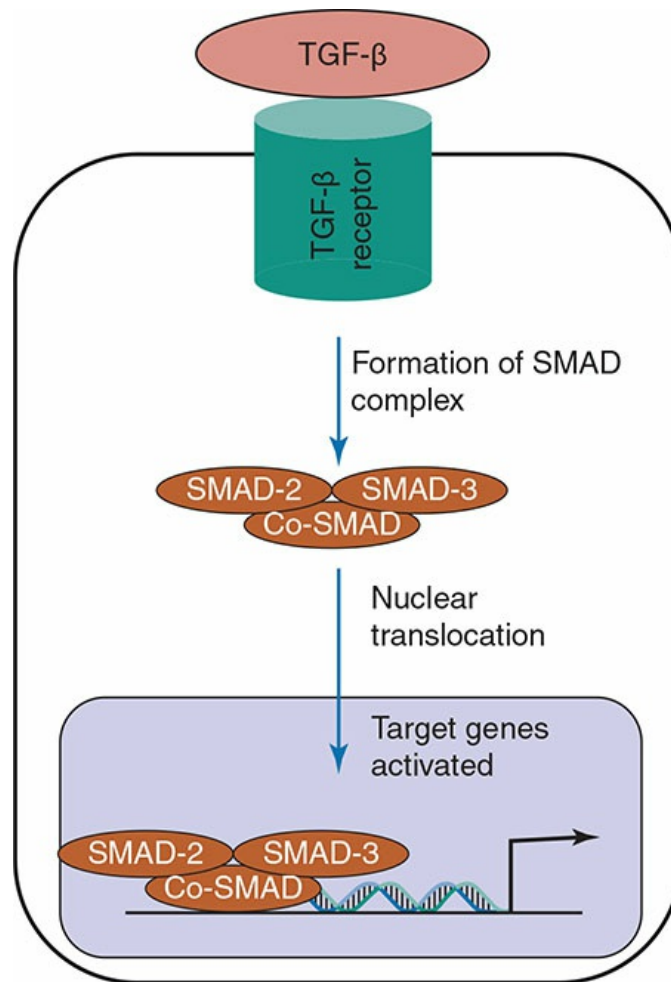 TGF-β
TGF-β
receptor
Formation of SMAD
complex
SMAD-2 SMAD-3
Co-SMAD
Nuclear
translocation
Target genes
activated
SMAD-2 SMAD-3
Co-SMAD